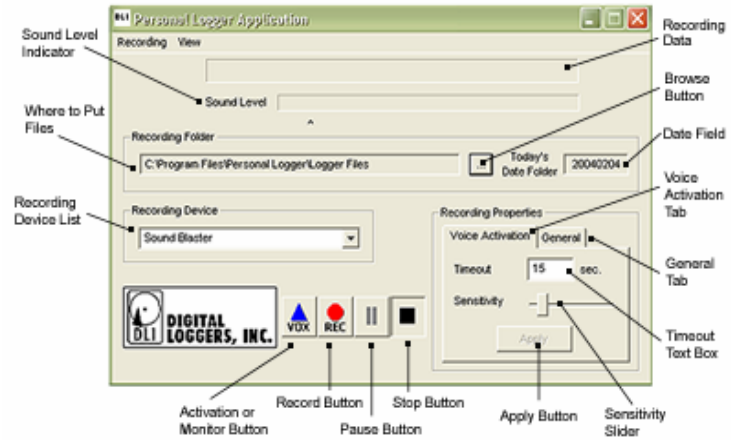 DLI Personal Logger Application
Recording View
Sound Level
Indicator
Recording
Data
Sound Level
Browse
Button
Where to Put
Files
^
Recording Folder
C:\Program Files\Personal Logger\Logger Files
...
Today's
Date Folder
20040204
Date Field
Voice
Activation
Tab
Recording
Device List
Recording Device
Sound Blaster
Recording Properties
Voice Activation General
General
Tab
Timeout 15 sec.
Sensitivity
Apply
Timeout
Text Box
DLI DIGITAL
LOGGERS, INC.
VOX REC
Activation or
Monitor Button
Record Button
Pause Button
Stop Button
Apply Button
Sensitivity
Slider